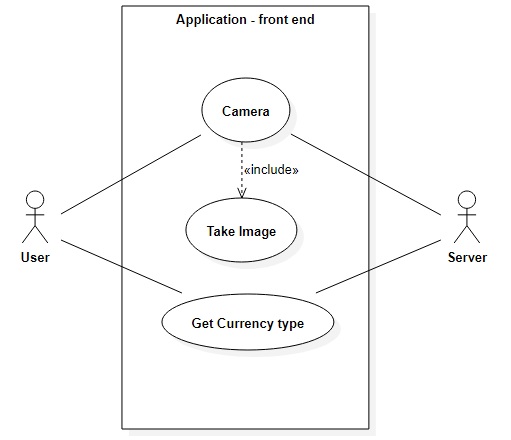 Application - front end
Camera
«include»
Take Image
User
Server
Get Currency type